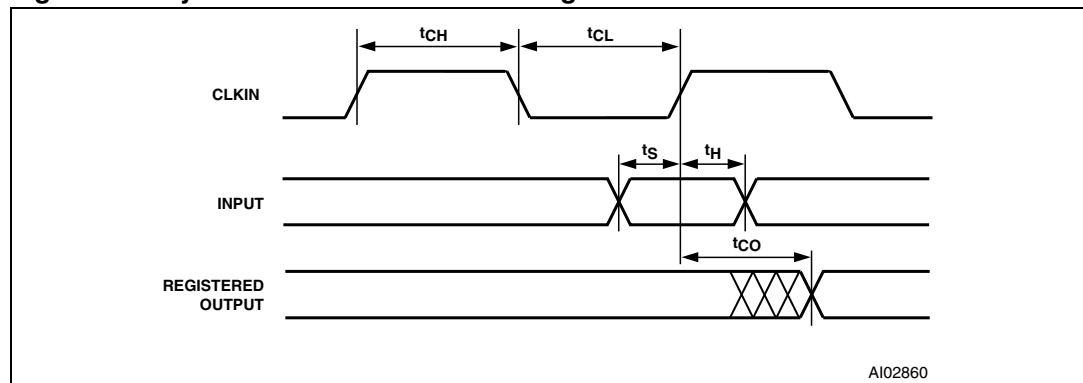 tCH
tCL
CLKIN
tS
tH
INPUT
tCO
REGISTERED
OUTPUT
AI02860